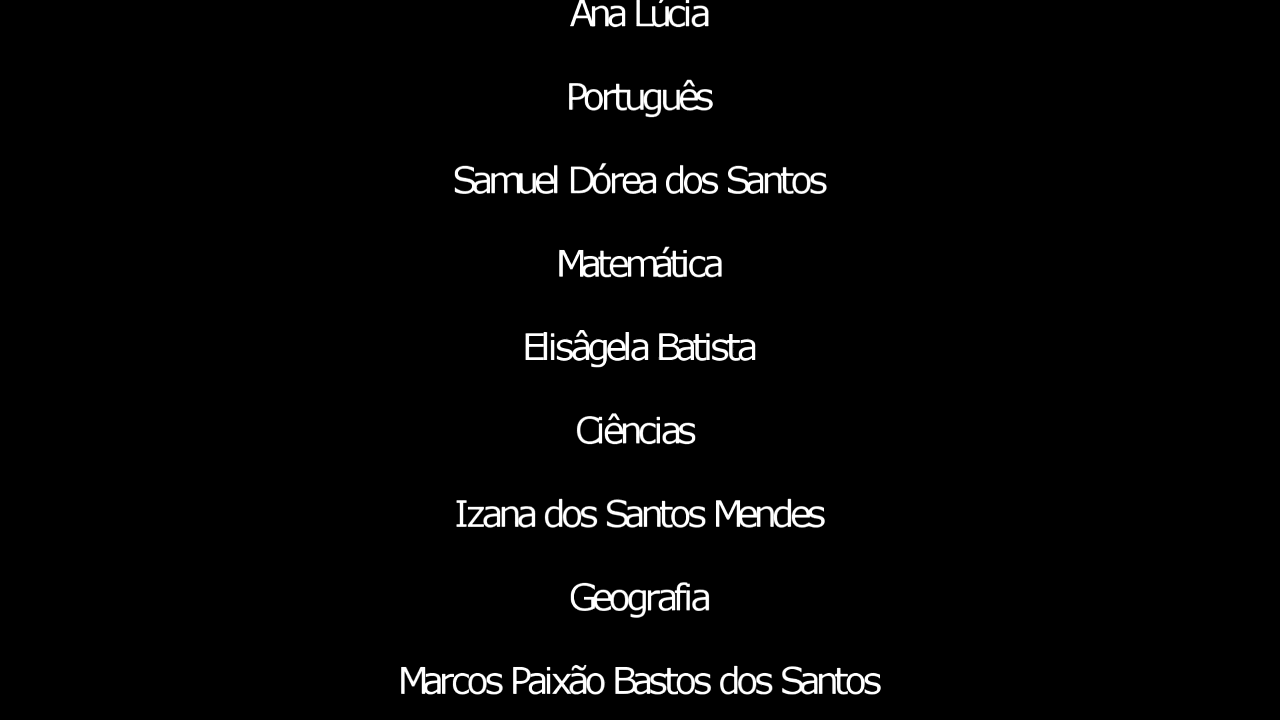 Ana Lúcia
Português
Samuel Dórea dos Santos
Matemática
Elisâgela Batista
Ciências
Izana dos Santos Mendes
Geografia
Marcos Paixão Bastos dos Santos